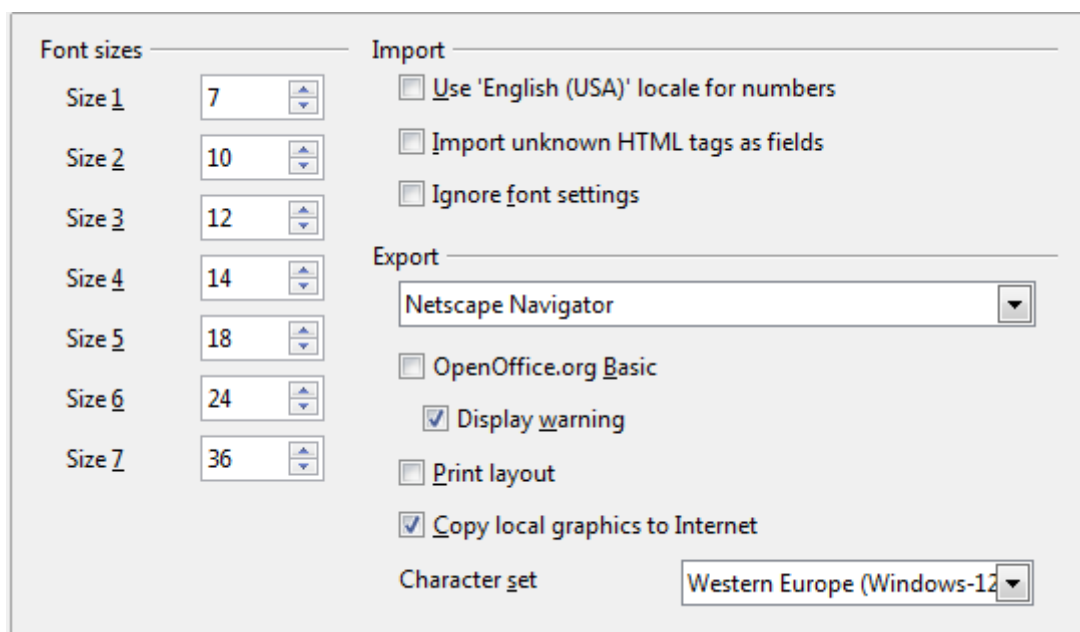 Font sizes
Size 1 7
Size 2 10
Size 3 12
Size 4 14
Size 5 18
Size 6 24
Size 7 36
Import
Use 'English (USA)' locale for numbers
Import unknown HTML tags as fields
Ignore font settings
Export
Netscape Navigator
OpenOffice.org Basic
Display warning
Print layout
Copy local graphics to Internet
Character set Western Europe (Windows-12